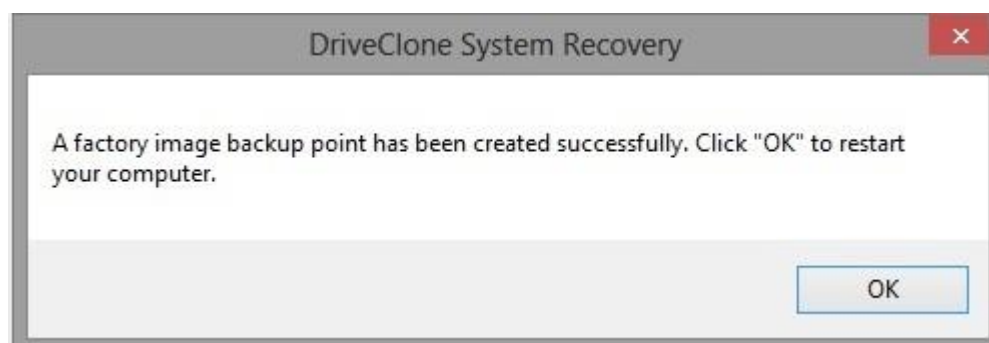 DriveClone System Recovery
A factory image backup point has been created successfully. Click "OK" to restart
your computer.
OK